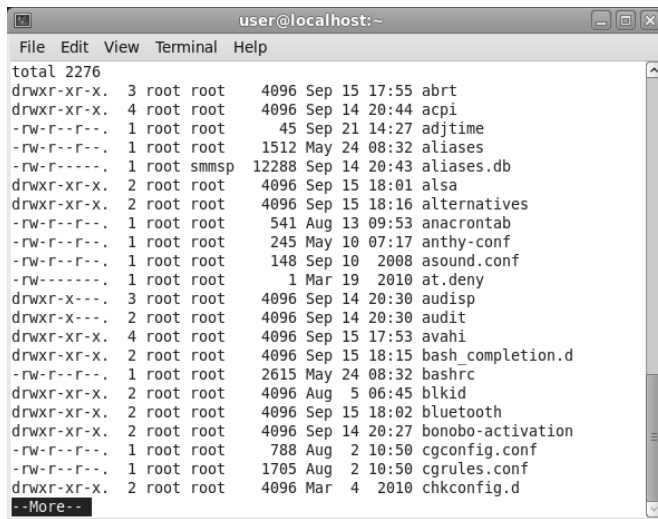 user@localhost:~
File Edit View Terminal Help
total 2276
drwxr-xr-x.  3 root root    4096 Sep 15 17:55 abrt
drwxr-xr-x.  4 root root    4096 Sep 14 20:44 acpi
-rw-r--r--.  1 root root      45 Sep 21 14:27 adjtime
-rw-r--r--.  1 root root    1512 May 24 08:32 aliases
-rw-r-----.  1 root smmsp  12288 Sep 14 20:43 aliases.db
drwxr-xr-x.  2 root root    4096 Sep 15 18:01 alsa
drwxr-xr-x.  2 root root    4096 Sep 15 18:16 alternatives
-rw-r--r--.  1 root root     541 Aug 13 09:53 anacrontab
-rw-r--r--.  1 root root     245 May 10 07:17 anthy-conf
-rw-r--r--.  1 root root     148 Sep 10  2008 asound.conf
-rw-------.  1 root root       1 Mar 19  2010 at.deny
drwxr-x---.  3 root root    4096 Sep 14 20:30 audisp
drwxr-x---.  2 root root    4096 Sep 14 20:30 audit
drwxr-xr-x.  4 root root    4096 Sep 15 17:53 avahi
drwxr-xr-x.  2 root root    4096 Sep 15 18:15 bash_completion.d
-rw-r--r--.  1 root root    2615 May 24 08:32 bashrc
drwxr-xr-x.  2 root root    4096 Aug  5 06:45 blkid
drwxr-xr-x.  2 root root    4096 Sep 15 18:02 bluetooth
drwxr-xr-x.  2 root root    4096 Sep 14 20:27 bonobo-activation
-rw-r--r--.  1 root root     788 Aug  2 10:50 cgconfig.conf
-rw-r--r--.  1 root root    1705 Aug  2 10:50 cgrules.conf
drwxr-xr-x.  2 root root    4096 Mar  4  2010 chkconfig.d
--More--